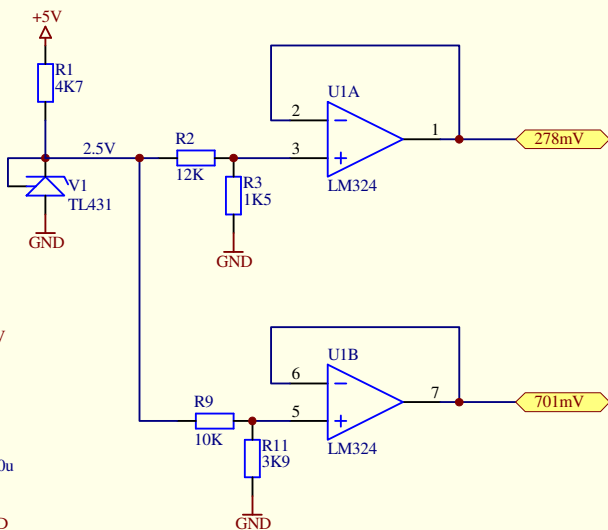 +5V
R1
4K7
2.5V
V1
TL431
GND
R2
12K
R3
1K5
GND
U1A
2
3
1
LM324
278mV
R9
10K
R11
3K9
GND
U1B
6
5
7
LM324
701mV
V
0u
D